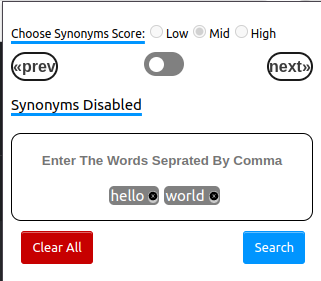 Choose Synonyms Score: Low Mid High
«prev next»
Synonyms Disabled
Enter The Words Seprated By Comma
hello world
Clear All Search